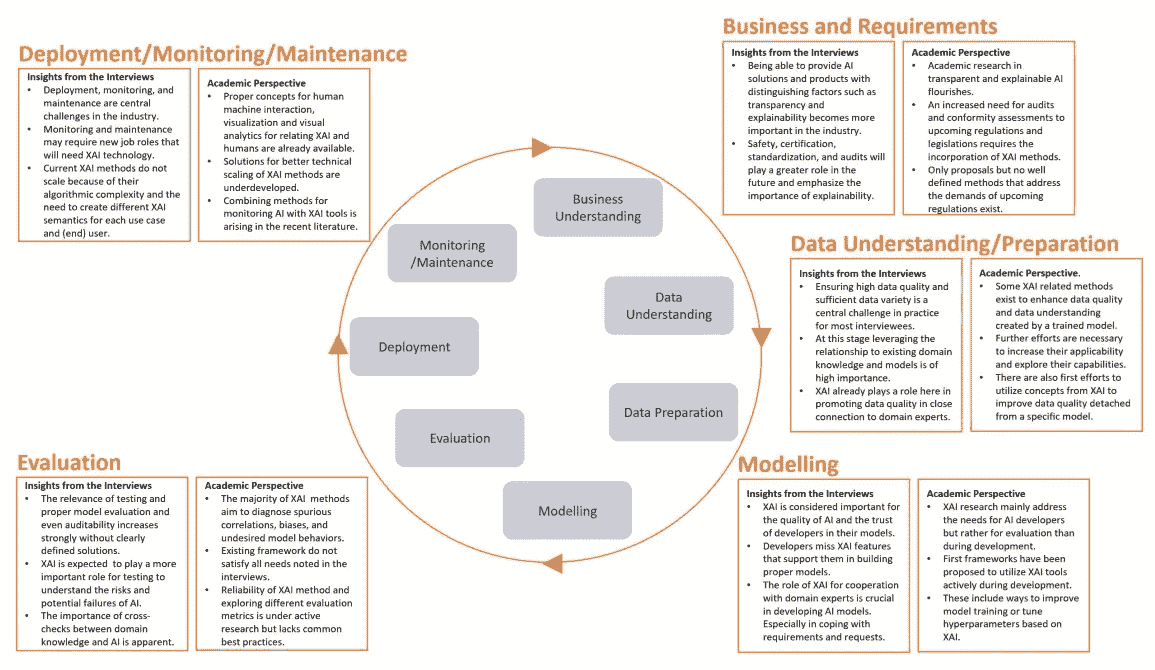 Deployment/Monitoring/Maintenance
Insights from the Interviews
• Deployment, monitoring, and
maintenance are central
challenges in the industry.
• Monitoring and maintenance
may require new job roles that
will need XAI technology.
• Current XAI methods do not
scale because of their
algorithmic complexity and the
need to create different XAI
semantics for each use case
and (end) user.
Academic Perspective
• Proper concepts for human
machine interaction,
visualization and visual
analytics for relating XAI and
humans are already available.
• Solutions for better technical
scaling of XAI methods are
underdeveloped.
• Combining methods for
monitoring AI with XAI tools is
arising in the recent literature.
Business and Requirements
Insights from the Interviews
• Being able to provide AI
solutions and products with
distinguishing factors such as
transparency and
explainability becomes more
important in the industry.
• Safety, certification,
standardization, and audits will
play a greater role in the
future and emphasize the
importance of explainability.
Academic Perspective
• Academic research in
transparent and explainable AI
flourishes.
• An increased need for audits
and conformity assessments to
upcoming regulations and
legislations requires the
incorporation of XAI methods.
• Only proposals but no well
defined methods that address
the demands of upcoming
regulations exist.
Business
Understanding
Monitoring
/Maintenance
Data
Understanding
Deployment
Data Preparation
Evaluation
Modelling
Data Understanding/Preparation
Insights from the Interviews
• Ensuring high data quality and
sufficient data variety is a
central challenge in practice
for most interviewees.
• At this stage leveraging the
relationship to existing domain
knowledge and models is of
high importance.
• XAI already plays a role here in
promoting data quality in close
connection to domain experts.
Academic Perspective.
• Some XAI related methods
exist to enhance data quality
and data understanding
created by a trained model.
• Further efforts are necessary
to increase their applicability
and explore their capabilities.
• There are also first efforts to
utilize concepts from XAI to
improve data quality detached
from a specific model.
Evaluation
Insights from the Interviews
• The relevance of testing and
proper model evaluation and
even auditability increases
strongly without clearly
defined solutions.
• XAI is expected to play a more
important role for testing to
understand the risks and
potential failures of AI.
• The importance of cross-
checks between domain
knowledge and AI is apparent.
Academic Perspective
• The majority of XAI methods
aim to diagnose spurious
correlations, biases, and
undesired model behaviors.
• Existing framework do not
satisfy all needs noted in the
interviews.
• Reliability of XAI method and
exploring different evaluation
metrics is under active
research but lacks common
best practices.
Modelling
Insights from the Interviews
• XAI is considered important for
the quality of AI and the trust
of developers in their models.
• Developers miss XAI features
that support them in building
proper models.
• The role of XAI for cooperation
with domain experts is crucial
in developing AI models.
Especially in coping with
requirements and requests.
Academic Perspective
• XAI research mainly address
the needs for AI developers
but rather for evaluation than
during development.
• First frameworks have been
proposed to utilize XAI tools
actively during development.
• These include ways to improve
model training or tune
hyperparameters based on
XAI.